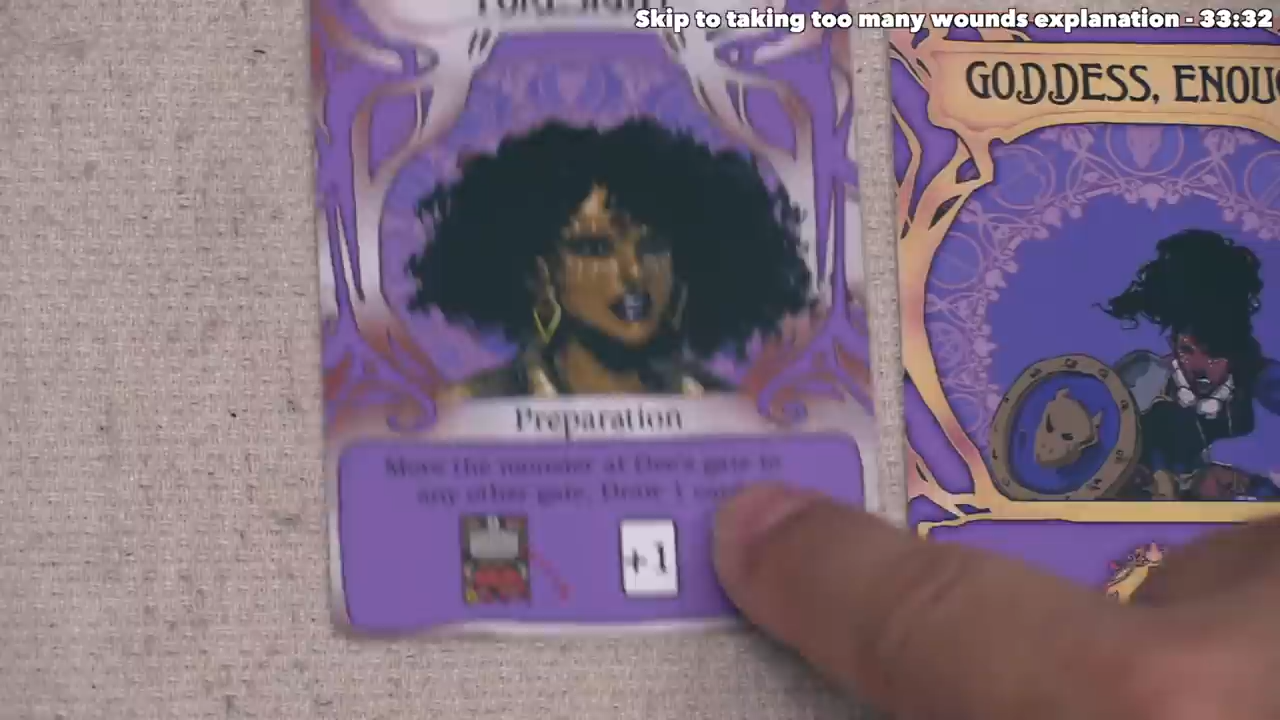 Skip to taking too many wounds explanation - 33:32
GODDESS, ENOU
Preparation
Move the monster at Dee's gate to
any other gate. Draw 1
+1